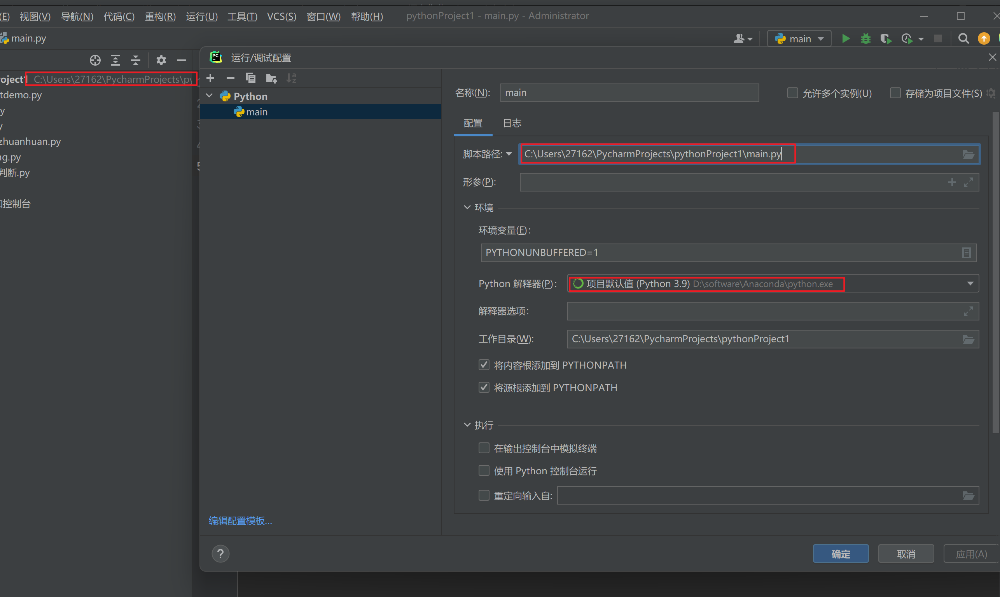 (E) 视图(V) 导航(N) 代码(C) 重构(R) 运行(U) 工具(T) VCS(S) 窗口(W) 帮助(H) pythonProject1 - main.py - Administrator
main.py
main
运行/调试配置
oject1 C:\Users\27162\PycharmProjects\py
tdemo.py
y
y
zhuanhuan.py
ng.py
判断.py
控制台
2
3
4
5
Python
main
名称(N): main
允许多个实例(U)
存储为项目文件(S)
配置 日志
脚本路径: C:\Users\27162\PycharmProjects\pythonProject1\main.py
形参(P):
环境
环境变量(E):
PYTHONUNBUFFERED=1
Python 解释器(P): 项目默认值 (Python 3.9) D:\software\Anaconda\python.exe
解释器选项:
工作目录(W): C:\Users\27162\PycharmProjects\pythonProject1
将内容根添加到 PYTHONPATH
将源根添加到 PYTHONPATH
执行
在输出控制台中模拟终端
使用 Python 控制台运行
重定向输入自:
编辑配置模板...
?
确定 取消 应用(A)